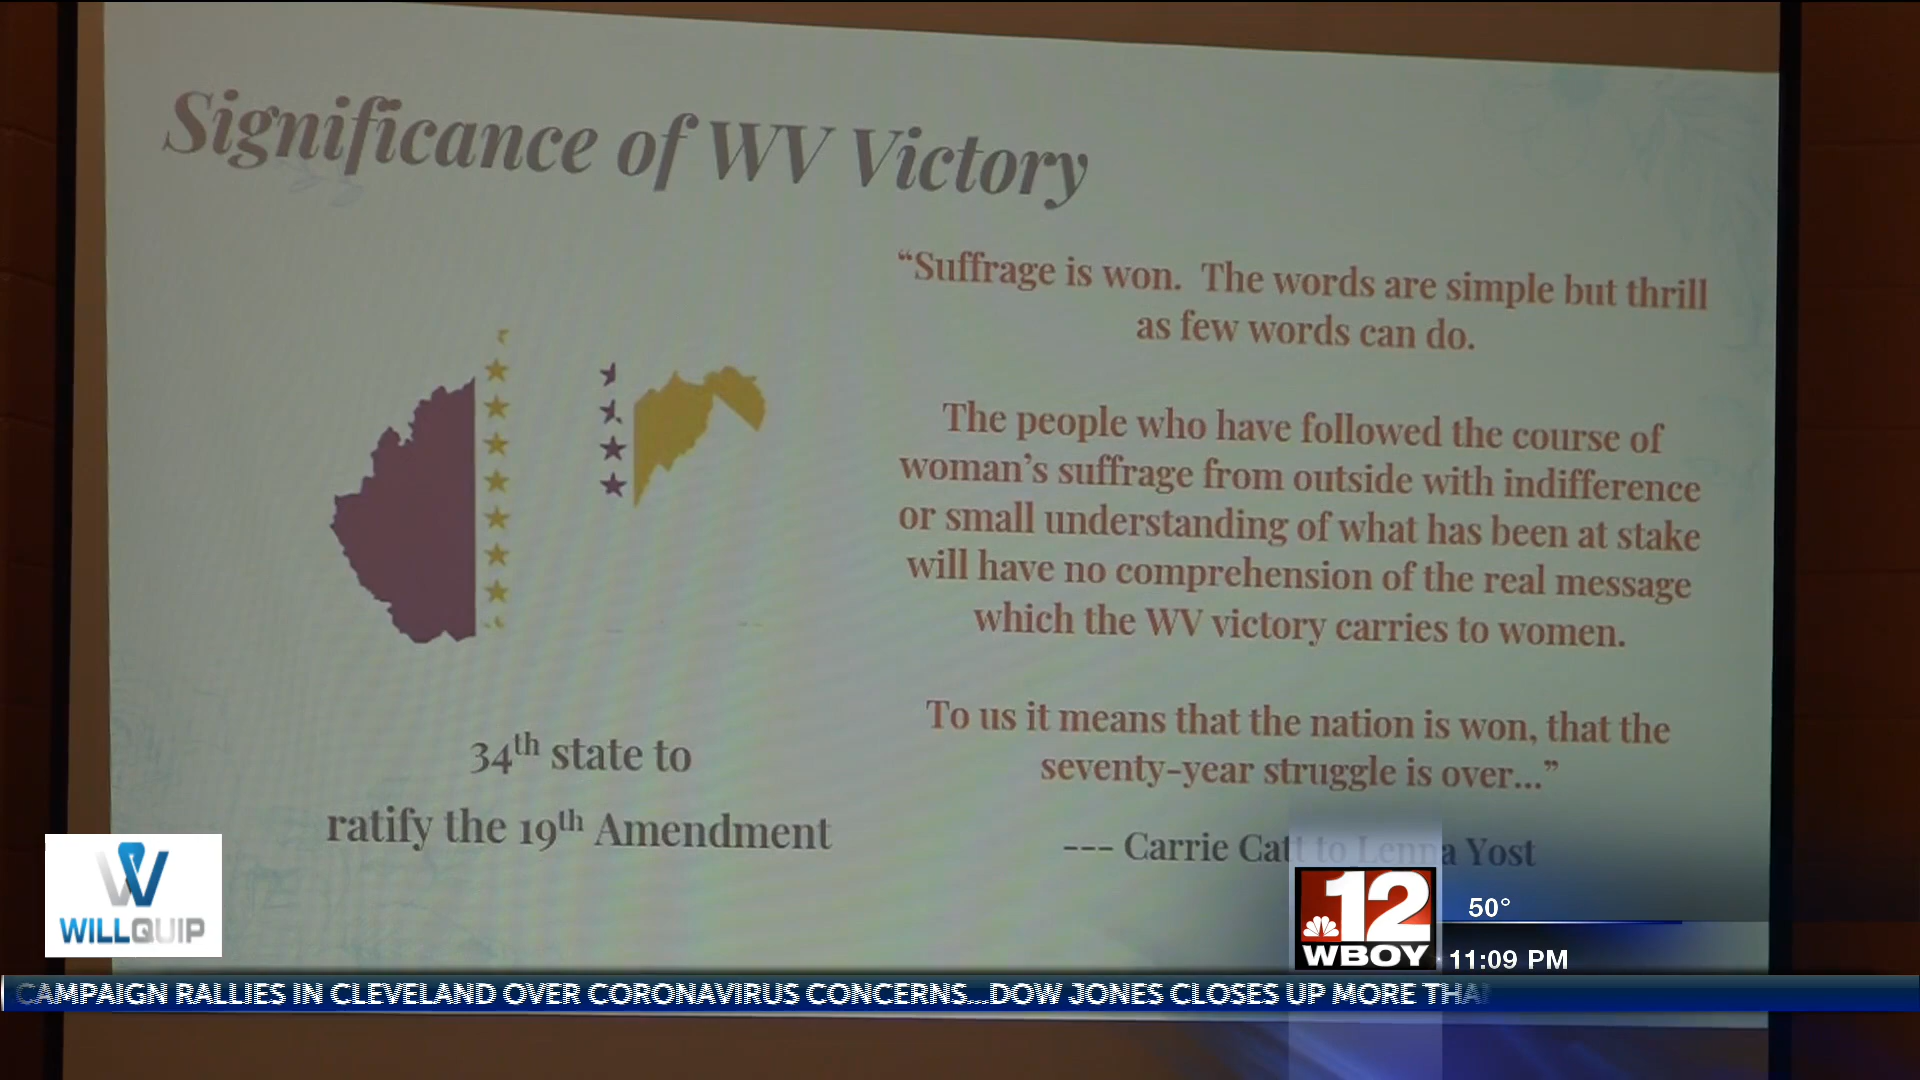 Significance of WV Victory
“Suffrage is won. The words are simple but thrill
as few words can do.
The people who have followed the course of
woman’s suffrage from outside with indifference
or small understanding of what has been at stake
will have no comprehension of the real message
which the WV victory carries to women.
To us it means that the nation is won, that the
seventy-year struggle is over...”
--- Carrie Catt to Lenna Yost
34th state to
ratify the 19th Amendment
W
WILLQUIP
12
WBOY
50°
11:09 PM
CAMPAIGN RALLIES IN CLEVELAND OVER CORONAVIRUS CONCERNS...DOW JONES CLOSES UP MORE THA